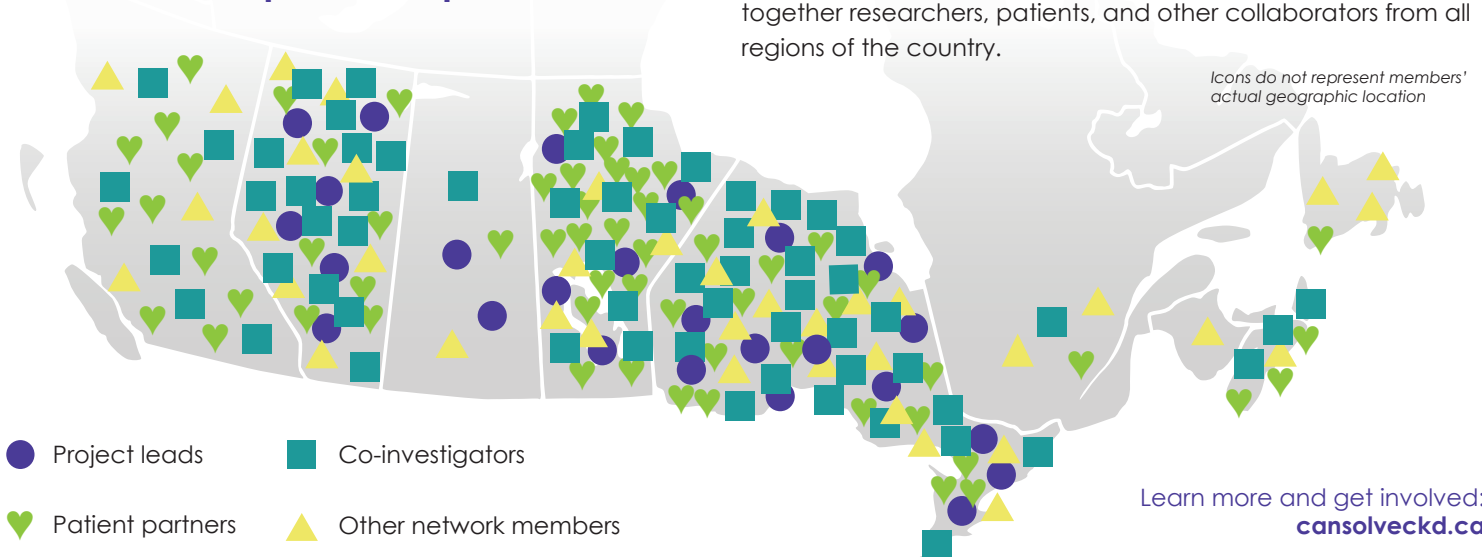 together researchers, patients, and other collaborators from all
regions of the country.
Icons do not represent members’
actual geographic location
Project leads
Co-investigators
Patient partners
Other network members
Learn more and get involved:
cansolveckd.ca